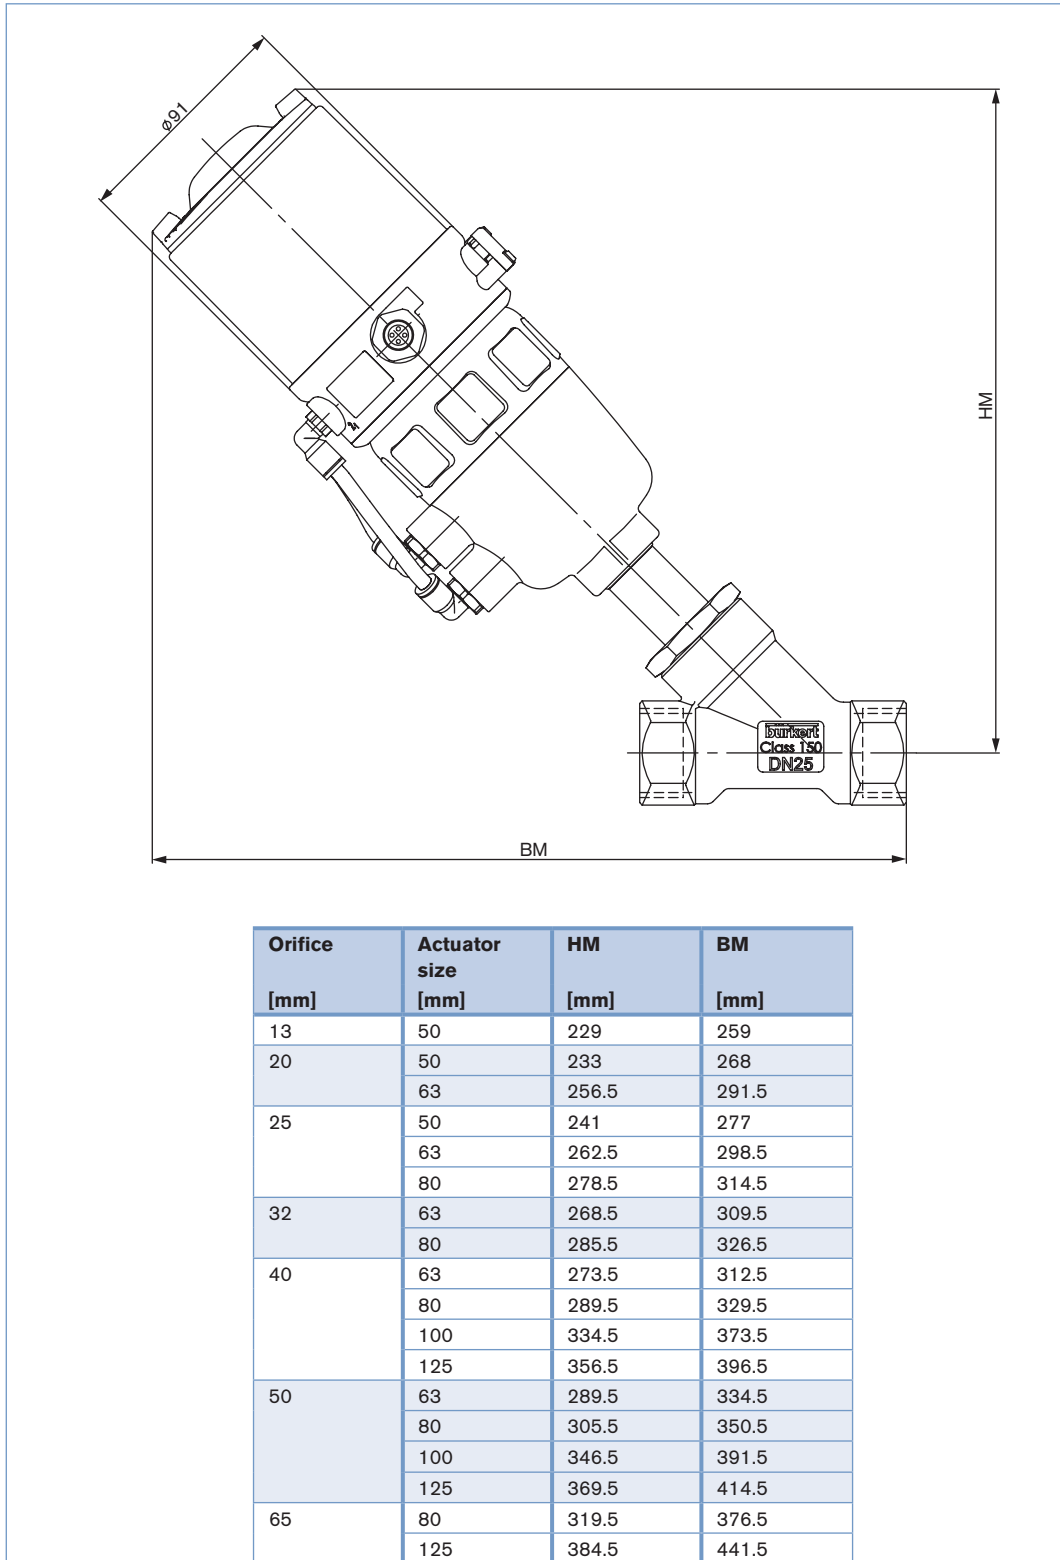 ø91
HM
bürkert
Class 150
DN25
BM
Orifice [mm] Actuator size [mm] HM [mm] BM [mm]
13 50 229 259
20 50 233 268
63 256.5 291.5
25 50 241 277
63 262.5 298.5
80 278.5 314.5
32 63 268.5 309.5
80 285.5 326.5
40 63 273.5 312.5
80 289.5 329.5
100 334.5 373.5
125 356.5 396.5
50 63 289.5 334.5
80 305.5 350.5
100 346.5 391.5
125 369.5 414.5
65 80 319.5 376.5
125 384.5 441.5